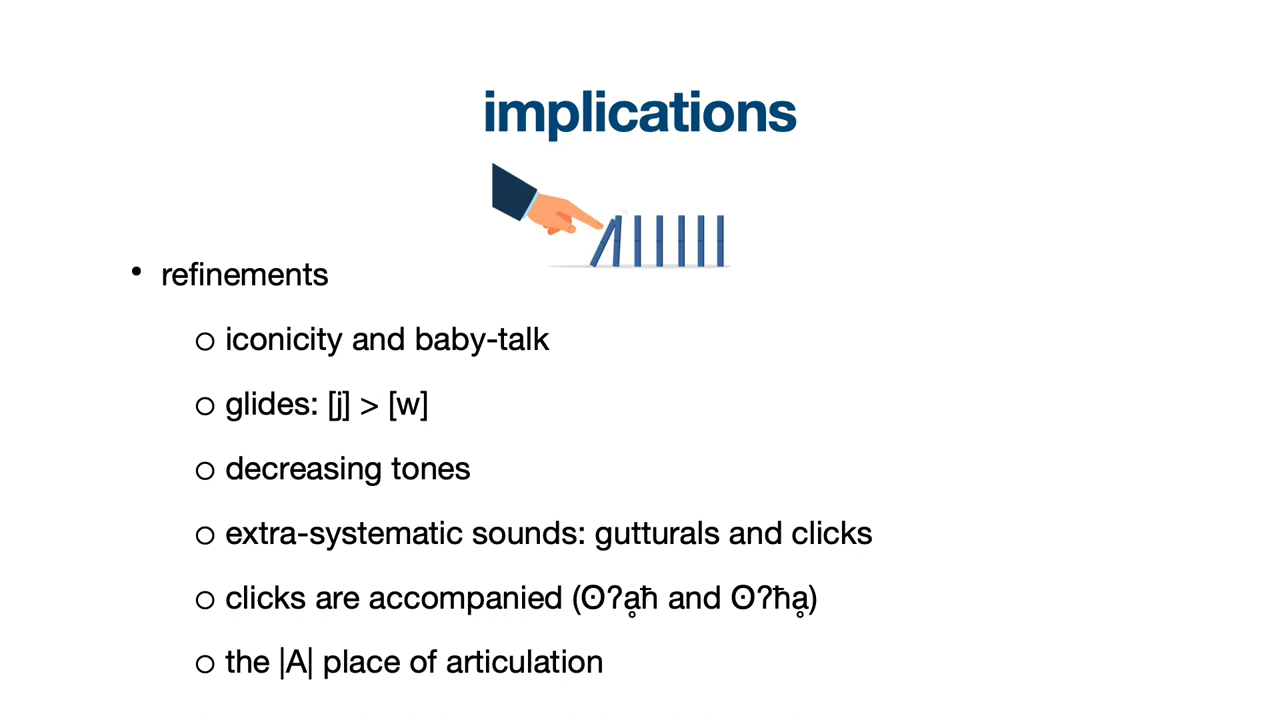 implications
• refinements
○ iconicity and baby-talk
○ glides: [j] > [w]
○ decreasing tones
○ extra-systematic sounds: gutturals and clicks
○ clicks are accompanied (ʘʔḁħ and ʘʔħḁ)
○ the |A| place of articulation